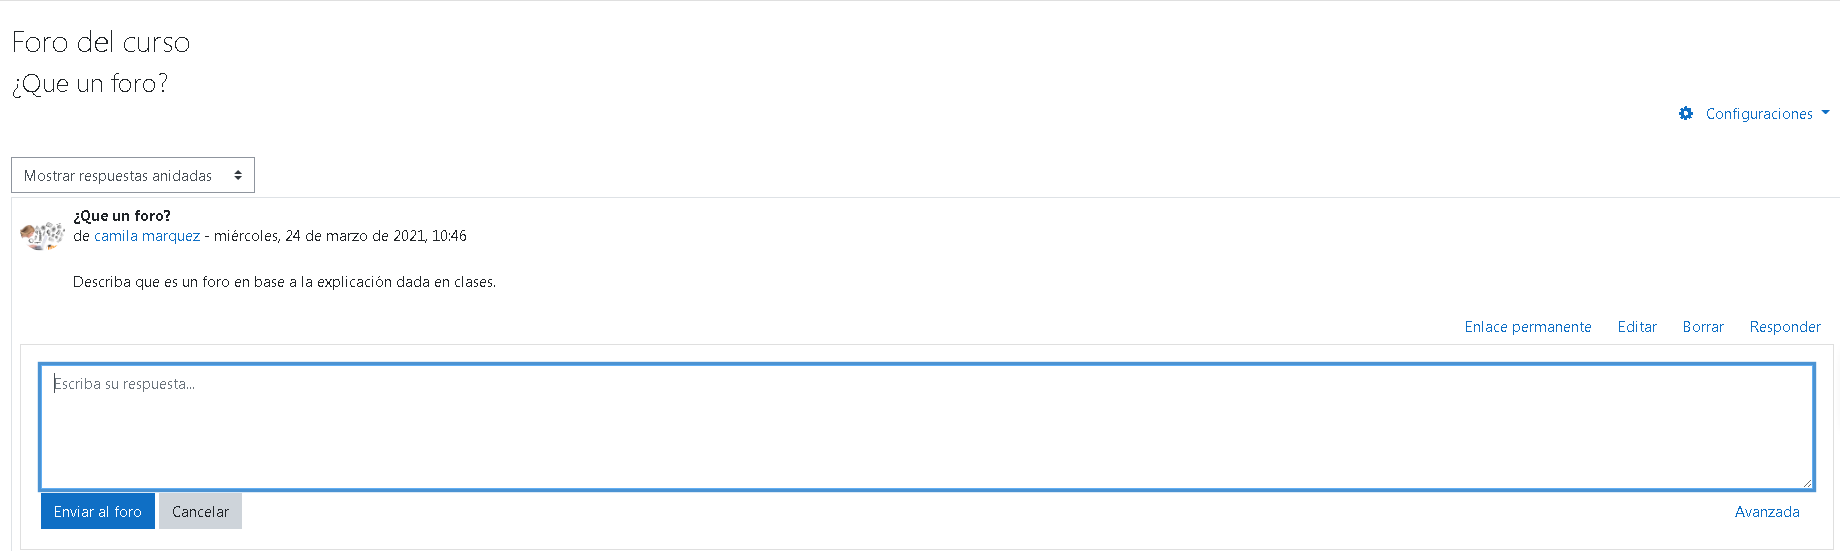 Foro del curso
¿Que un foro?
Configuraciones
Mostrar respuestas anidadas
¿Que un foro?
de camila marquez - miércoles, 24 de marzo de 2021, 10:46
Describa que es un foro en base a la explicación dada en clases.
Enlace permanente Editar Borrar Responder
Escriba su respuesta...
Enviar al foro Cancelar Avanzada